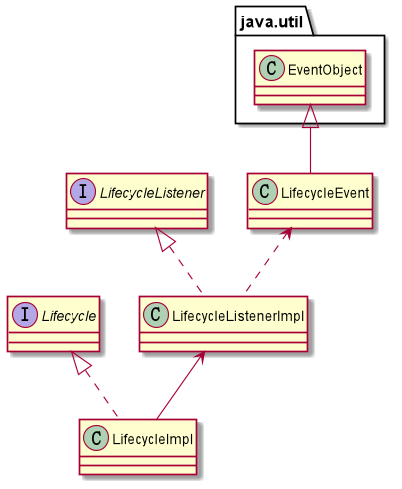 java.util
C EventObject
I LifecycleListener
C LifecycleEvent
I Lifecycle
C LifecycleListenerImpl
C LifecycleImpl